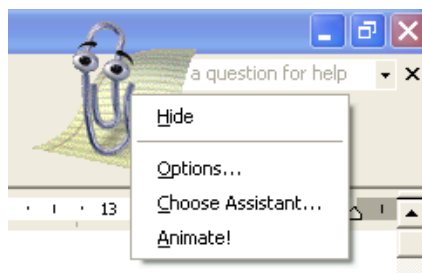 a question for help
Hide
Options...
Choose Assistant...
13
Animate!